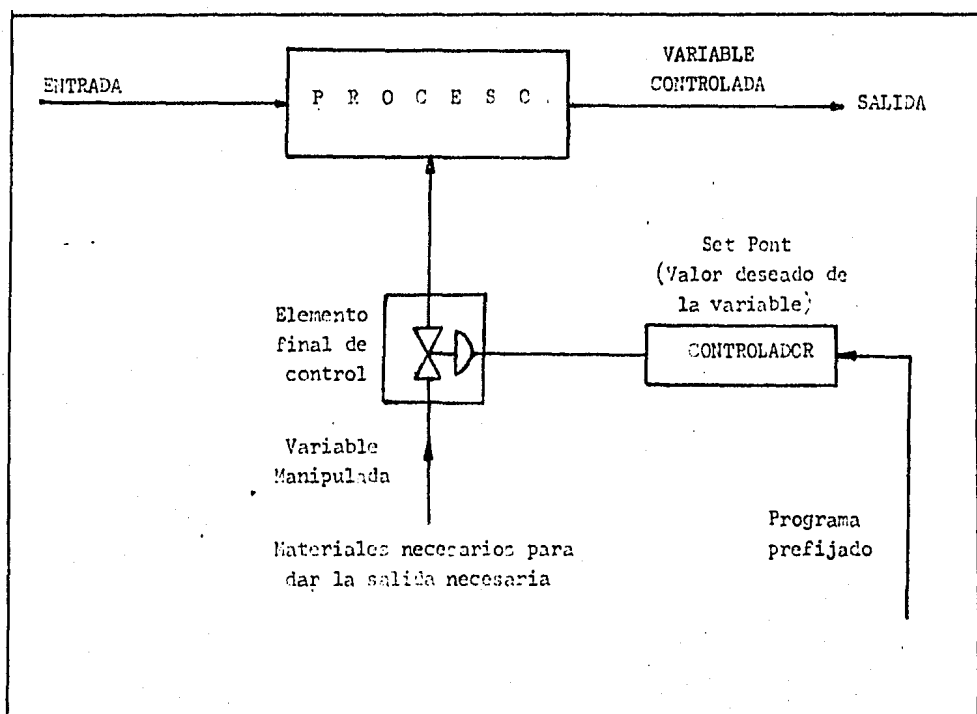 VARIABLE
CONTROLADA
ENTRADA
P R O C E S O.
SALIDA
Set Pont
(Valor deseado de
la variable)
Elemento
final de
control
CONTROLADOR
Variable
Manipulada
Materiales necesarios para
dar la salida necesaria
Programa
prefijado